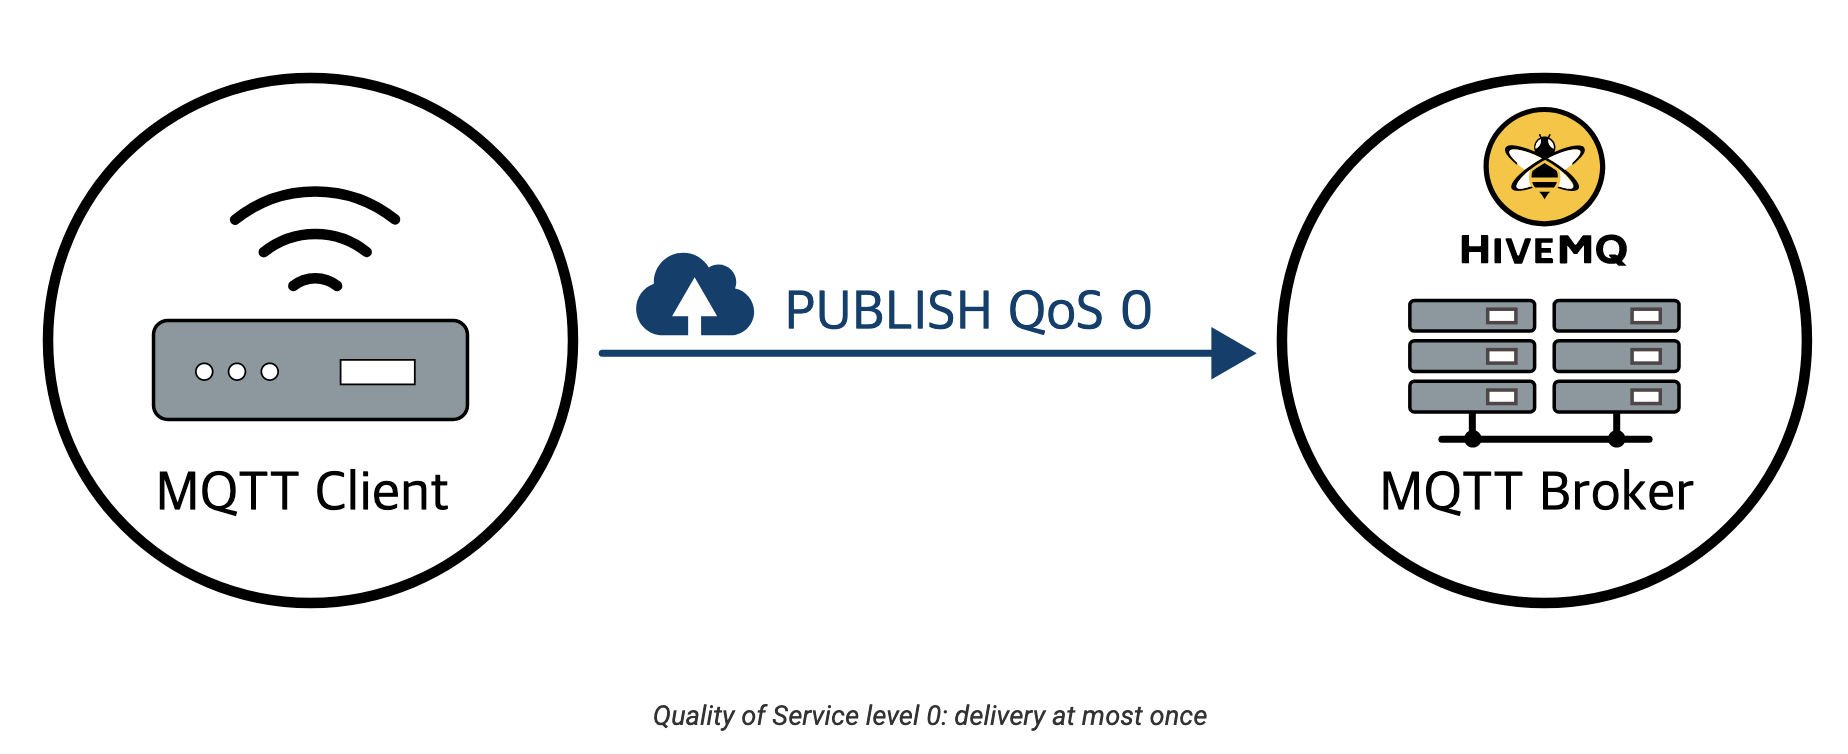 HIVEMQ
PUBLISH QoS 0
MQTT Client
MQTT Broker
Quality of Service level 0: delivery at most once